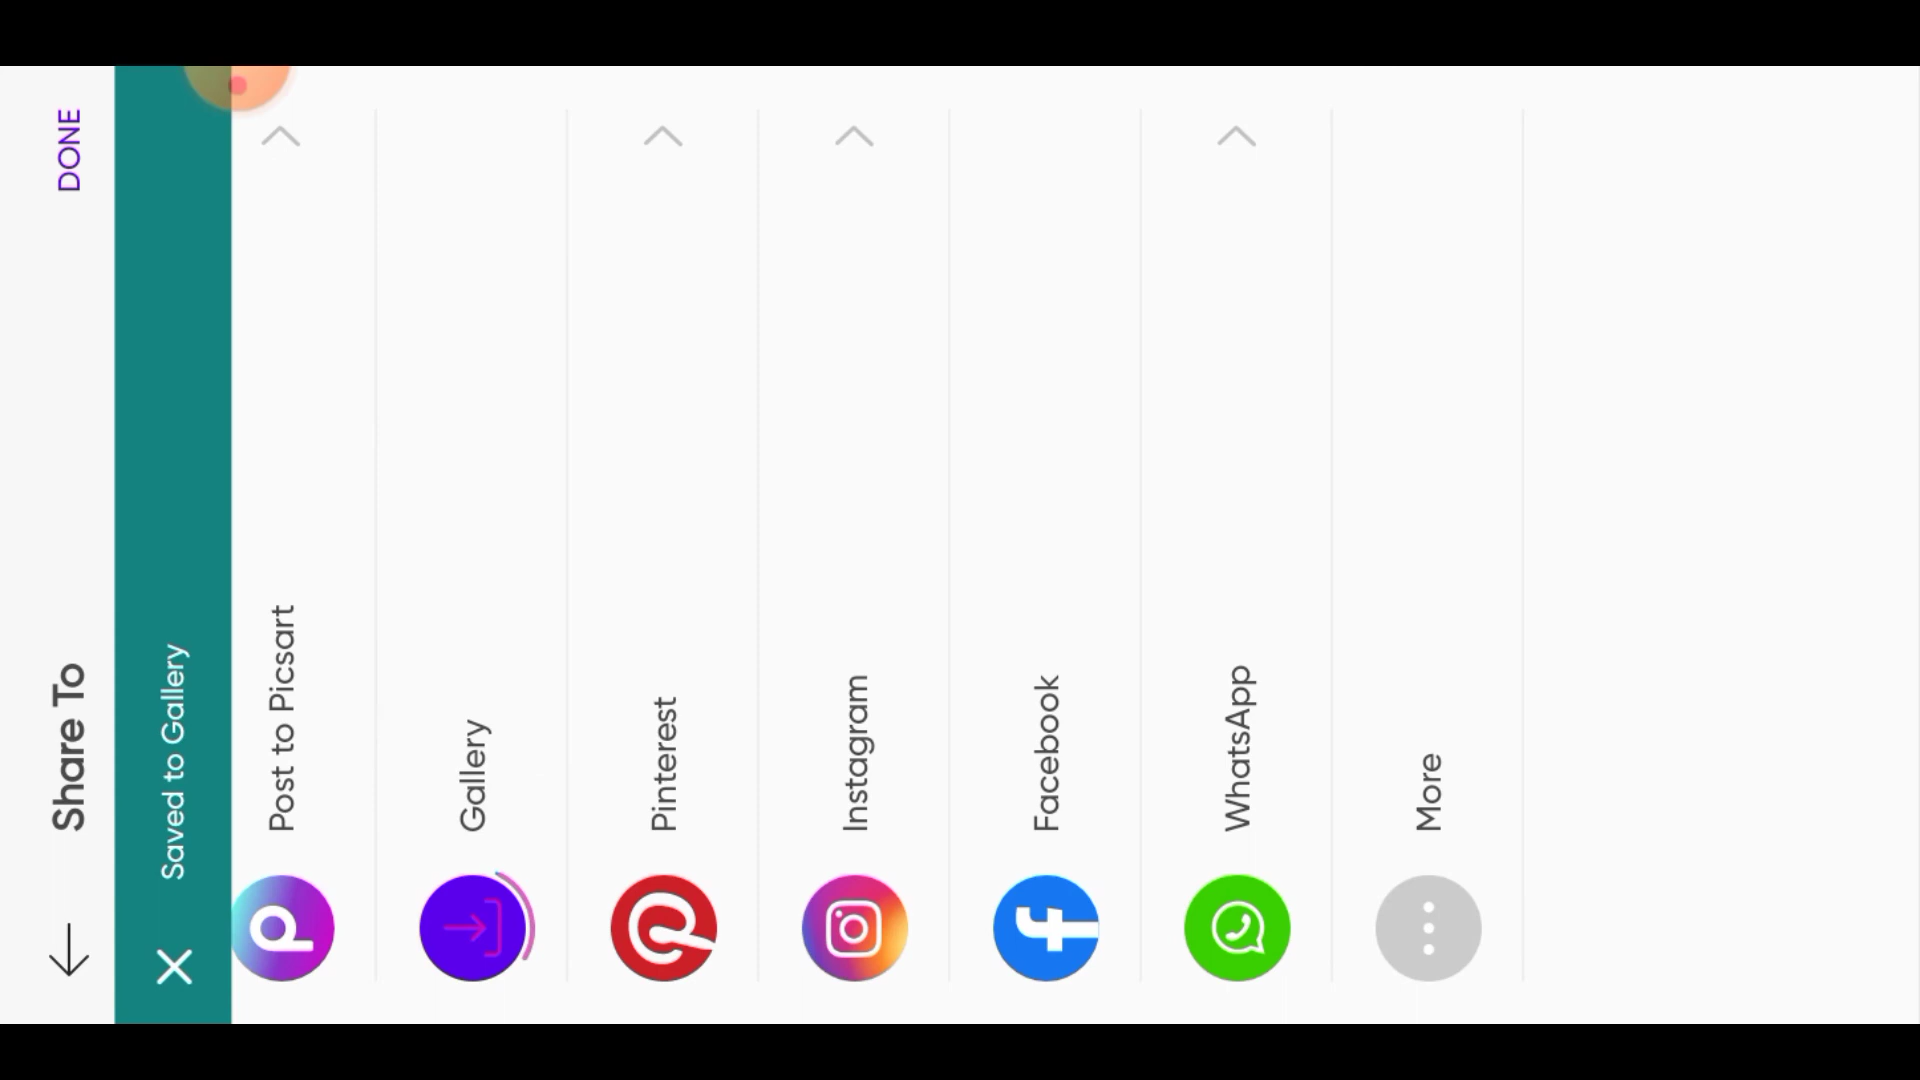 Share To
DONE
Saved to Gallery
Post to Picsart
Gallery
Pinterest
Instagram
Facebook
WhatsApp
More